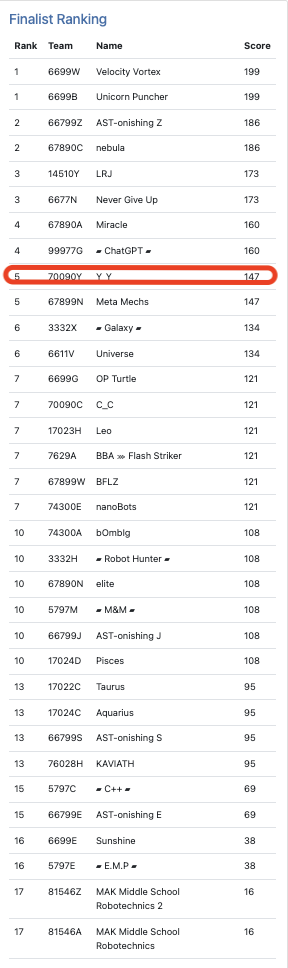 Finalist Ranking
Rank Team Name Score
1 6699W Velocity Vortex 199
1 6699B Unicorn Puncher 199
2 66799Z AST-onishing Z 186
2 67890C nebula 186
3 14510Y LRJ 173
3 6677N Never Give Up 173
4 67890A Miracle 160
4 99977G ▰ ChatGPT ▰ 160
5 70090Y Y_Y 147
5 67899N Meta Mechs 147
6 3332X ▰ Galaxy ▰ 134
6 6611V Universe 134
7 6699G OP Turtle 121
7 70090C C_C 121
7 17023H Leo 121
7 7629A BBA ⋙ Flash Striker 121
7 67899W BFLZ 121
7 74300E nanoBots 121
10 74300A bOmbIg 108
10 3332H ▰ Robot Hunter ▰ 108
10 67890N elite 108
10 5797M ▰ M&M ▰ 108
10 66799J AST-onishing J 108
10 17024D Pisces 108
13 17022C Taurus 95
13 17024C Aquarius 95
13 66799S AST-onishing S 95
13 76028H KAVIATH 95
15 5797C ▰ C++ ▰ 69
15 66799E AST-onishing E 69
16 6699E Sunshine 38
16 5797E ▰ E.M.P ▰ 38
17 81546Z MAK Middle School 16
Robotechnics 2
17 81546A MAK Middle School 16
Robotechnics